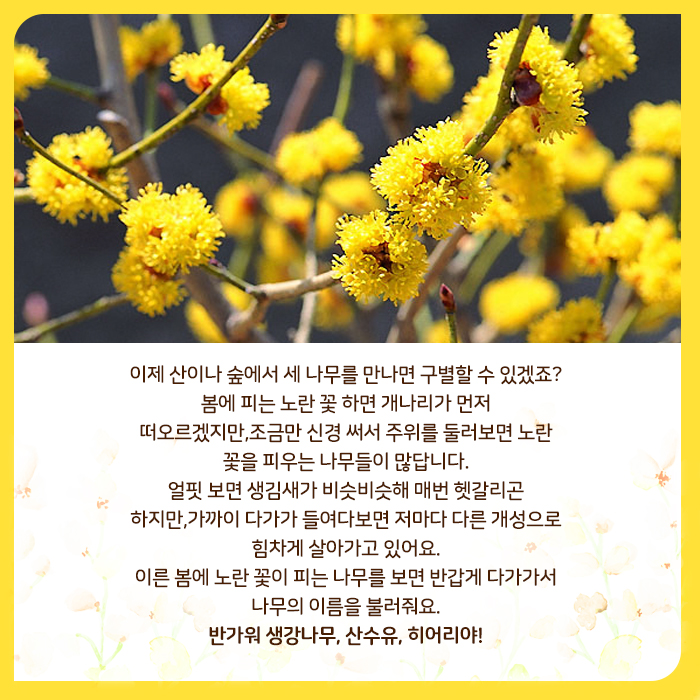 이제 산이나 숲에서 세 나무를 만나면 구별할 수 있겠죠?
봄에 피는 노란 꽃 하면 개나리가 먼저
떠오르겠지만,조금만 신경 써서 주위를 둘러보면 노란
꽃을 피우는 나무들이 많답니다.
얼핏 보면 생김새가 비슷비슷해 매번 헷갈리곤
하지만,가까이 다가가 들여다보면 저마다 다른 개성으로
힘차게 살아가고 있어요.
이른 봄에 노란 꽃이 피는 나무를 보면 반갑게 다가가서
나무의 이름을 불러줘요.
반가워 생강나무, 산수유, 히어리야!